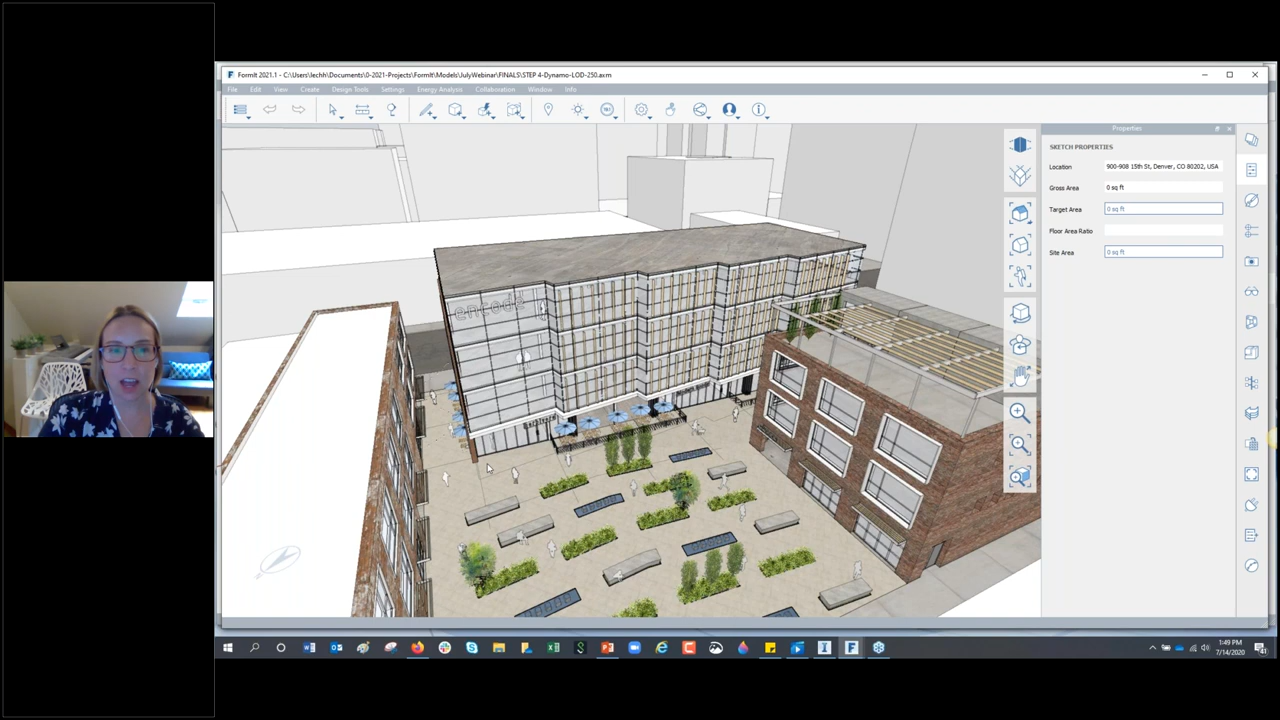 FormIt 2021.1 - C:\Users\lechh\Documents\0-2021-Projects\FormIt\Models\JulyWebinar\FINALS\STEP 4-Dynamo-LOD-250.axm
File Edit View Create Design Tools Settings Energy Analysis Collaboration Window Info
Properties
SKETCH PROPERTIES
Location 900-908 15th St, Denver, CO 80202, USA
Gross Area 0 sq ft
Target Area 0 sq ft
Floor Area Ratio
Site Area 0 sq ft
encode
1:49 PM
7/14/2020